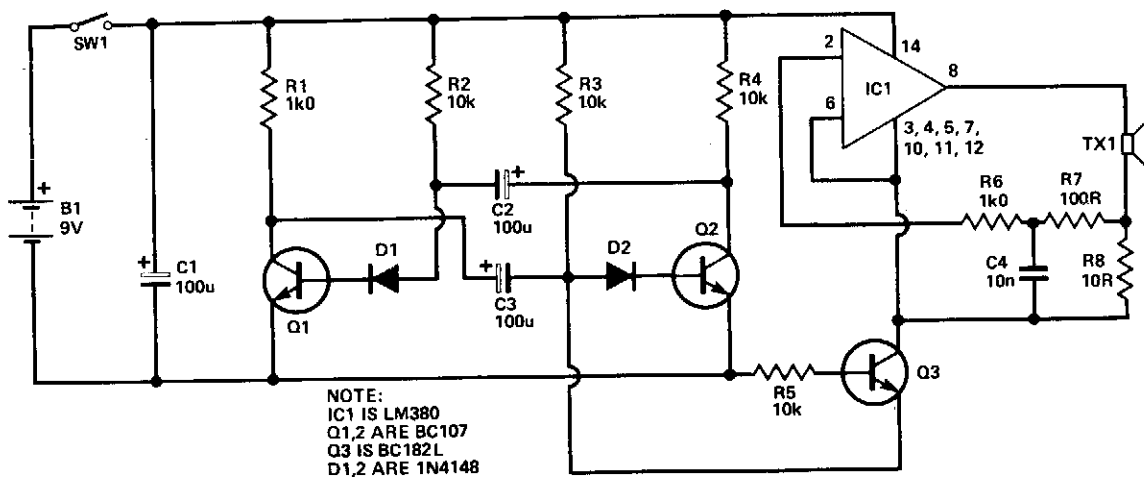 SW1
B1
9V
+
C1
100u
+
R1
1k0
R2
10k
R3
10k
R4
10k
C2
100u
+
C3
100u
+
D1
D2
Q1
Q2
2
6
14
8
IC1
3, 4, 5, 7,
10, 11, 12
TX1
R6
1k0
R7
100R
C4
10n
R8
10R
R5
10k
Q3
NOTE:
IC1 IS LM380
Q1,2 ARE BC107
Q3 IS BC182L
D1,2 ARE 1N4148